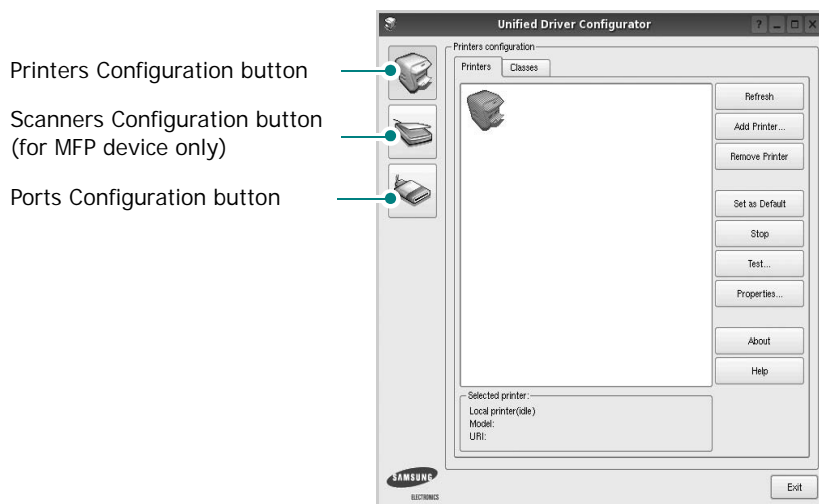 Unified Driver Configurator
Printers Configuration button
Scanners Configuration button
(for MFP device only)
Ports Configuration button
Printers configuration
Printers
Classes
Refresh
Add Printer...
Remove Printer
Set as Default
Stop
Test...
Properties...
About
Help
Selected printer:
Local printer(idle)
Model:
URI:
SAMSUNG
ELECTRONICS
Exit